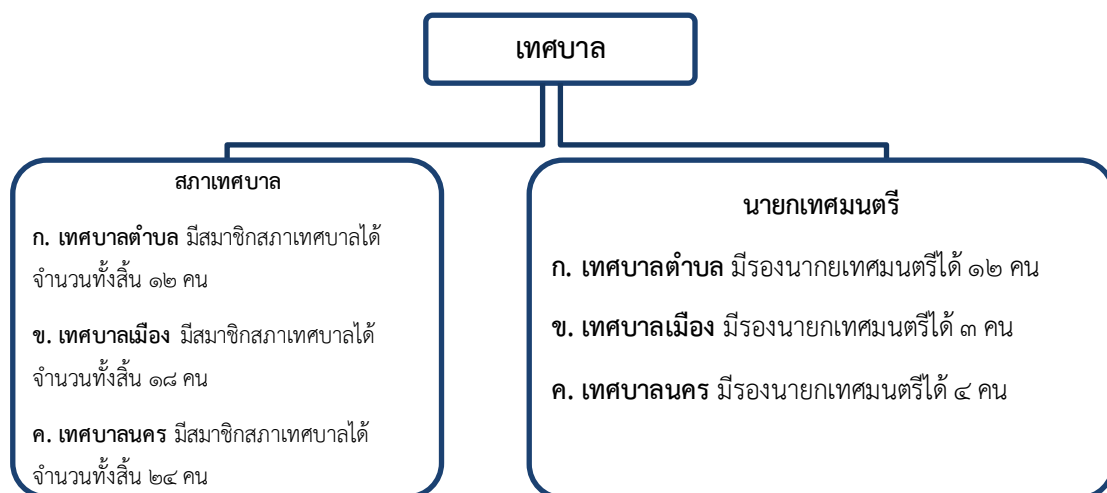 เทศบาล
สภาเทศบาล
ก. เทศบาลตำบล มีสมาชิกสภาเทศบาลได้
จำนวนทั้งสิ้น ๑๒ คน
ข. เทศบาลเมือง มีสมาชิกสภาเทศบาลได้
จำนวนทั้งสิ้น ๑๘ คน
ค. เทศบาลนคร มีสมาชิกสภาเทศบาลได้
จำนวนทั้งสิ้น ๒๔ คน
นายกเทศมนตรี
ก. เทศบาลตำบล มีรองนากยเทศมนตรีได้ ๑๒ คน
ข. เทศบาลเมือง มีรองนายกเทศมนตรีได้ ๓ คน
ค. เทศบาลนคร มีรองนายกเทศมนตรีได้ ๔ คน